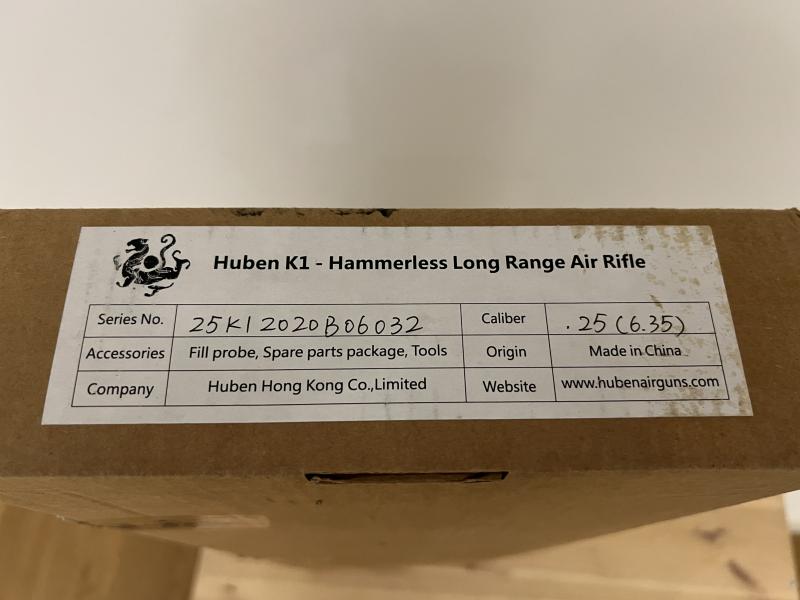 Huben K1 - Hammerless Long Range Air Rifle
Series No. 25K12020B06032 Caliber .25 (6.35)
Accessories Fill probe, Spare parts package, Tools Origin Made in China
Company Huben Hong Kong Co.,Limited Website www.hubenairguns.com